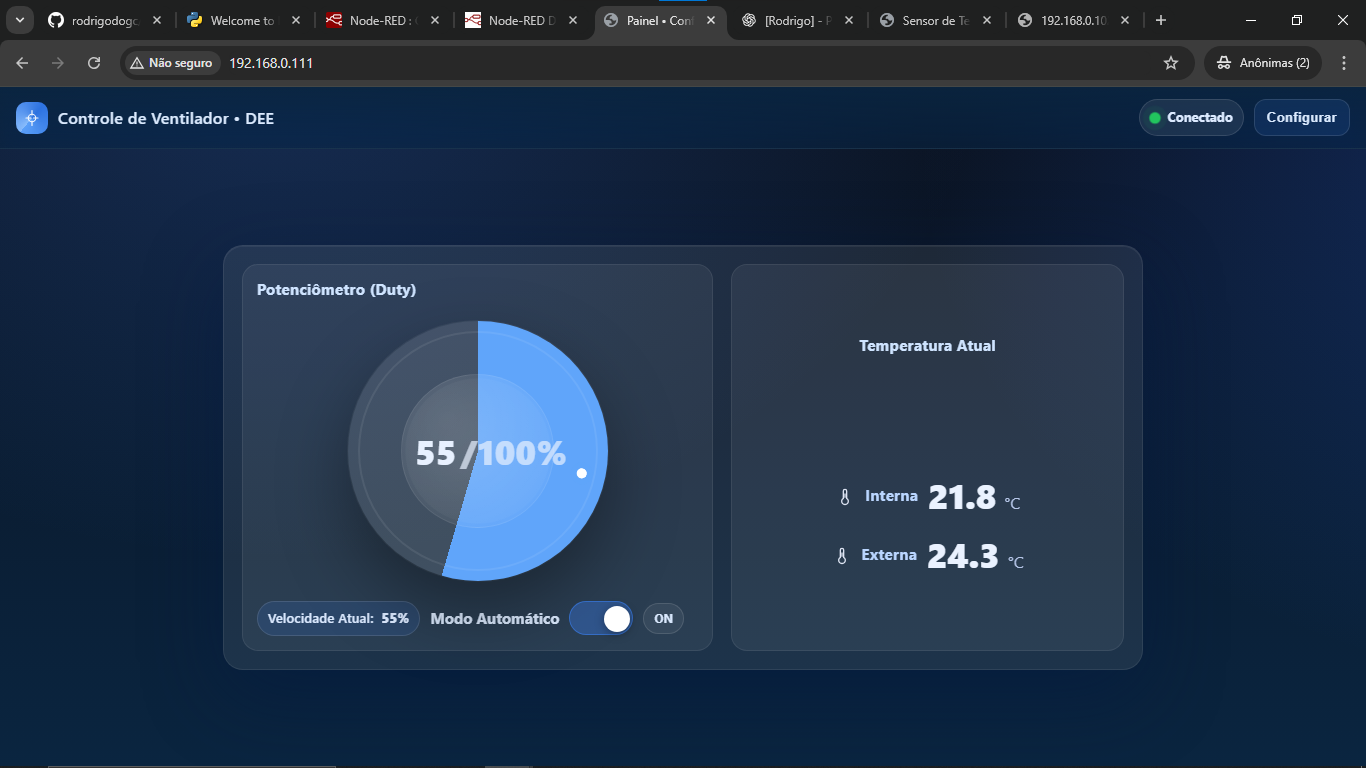 rodrigodogc
Welcome to
Node-RED : 
Node-RED D
Painel • Con
[Rodrigo] - P
Sensor de Te
192.168.0.10
Não seguro
192.168.0.111
Anônimas (2)
Controle de Ventilador • DEE
Conectado
Configurar
Potenciômetro (Duty)
55/100%
Velocidade Atual: 55%
Modo Automático
ON
Temperatura Atual
Interna 21.8 °C
Externa 24.3 °C